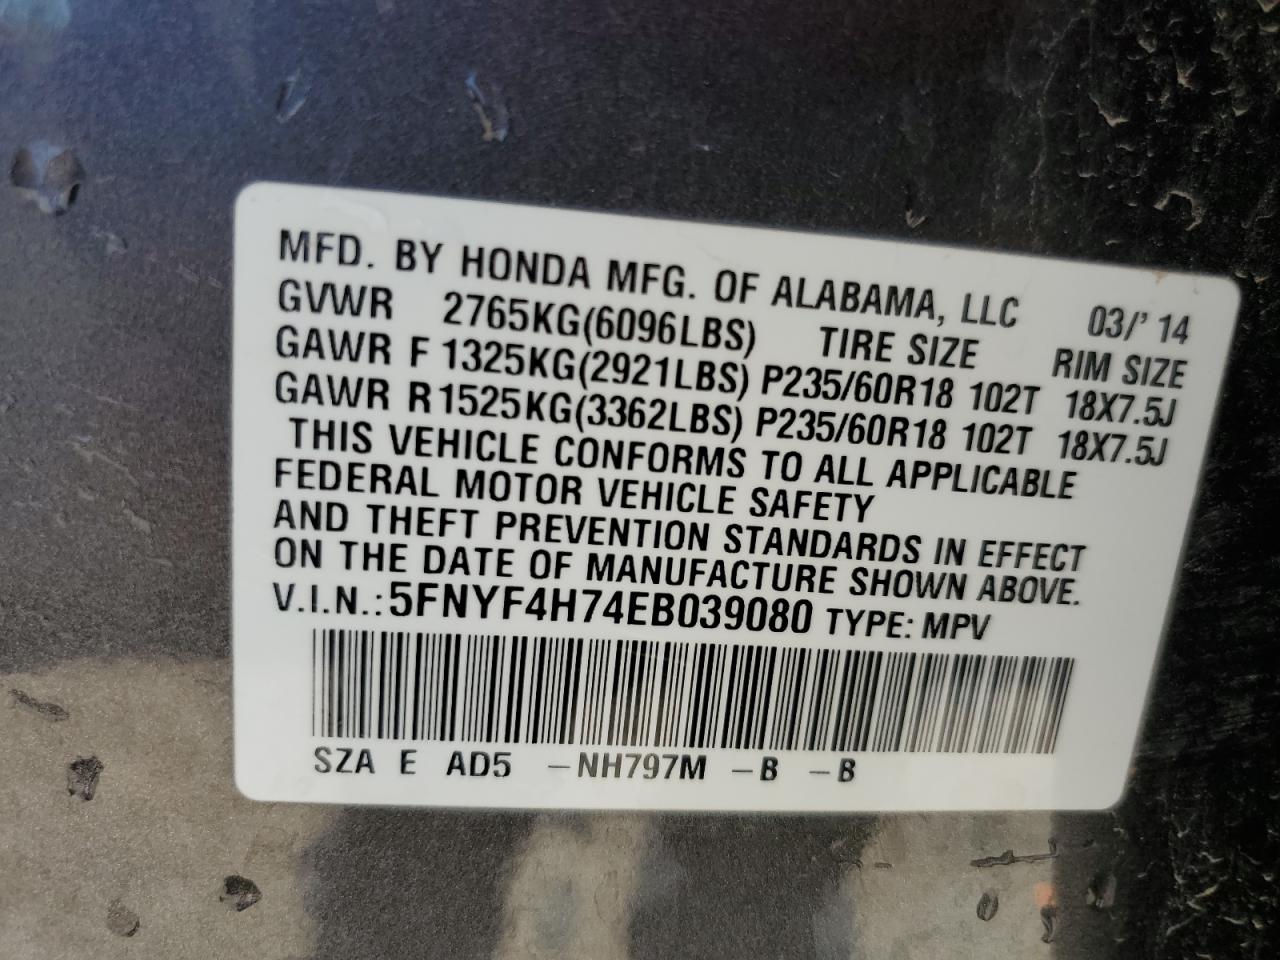 MFD. BY HONDA MFG. OF ALABAMA, LLC 03/' 14
GVWR 2765KG(6096LBS) TIRE SIZE RIM SIZE
GAWR F 1325KG(2921LBS) P235/60R18 102T 18X7.5J
GAWR R 1525KG(3362LBS) P235/60R18 102T 18X7.5J
THIS VEHICLE CONFORMS TO ALL APPLICABLE
FEDERAL MOTOR VEHICLE SAFETY
AND THEFT PREVENTION STANDARDS IN EFFECT
ON THE DATE OF MANUFACTURE SHOWN ABOVE.
V.I.N.: 5FNYF4H74EB039080 TYPE: MPV
SZA E AD5 -NH797M -B -B